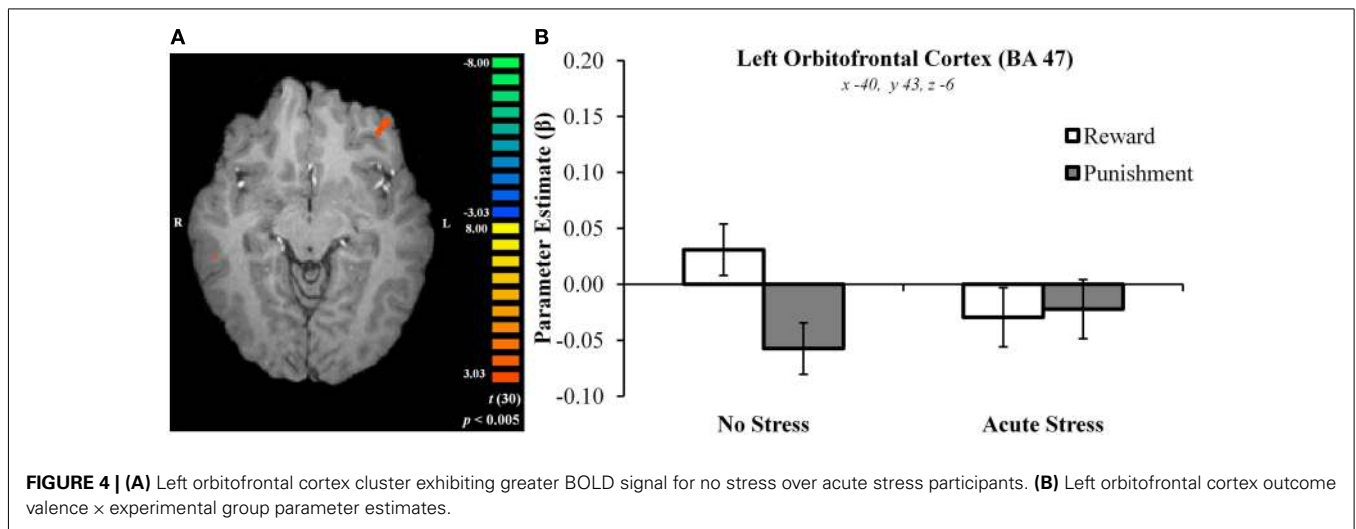 A
-8.00
-3.03
8.00
3.03
R
L
t (30)
p < 0.005
B
Left Orbitofrontal Cortex (BA 47)
x -40, y 43, z -6
Parameter Estimate (β)
0.20
0.15
0.10
0.05
0.00
-0.05
-0.10
Reward
Punishment
No Stress
Acute Stress
FIGURE 4 | (A) Left orbitofrontal cortex cluster exhibiting greater BOLD signal for no stress over acute stress participants. (B) Left orbitofrontal cortex outcome
valence × experimental group parameter estimates.